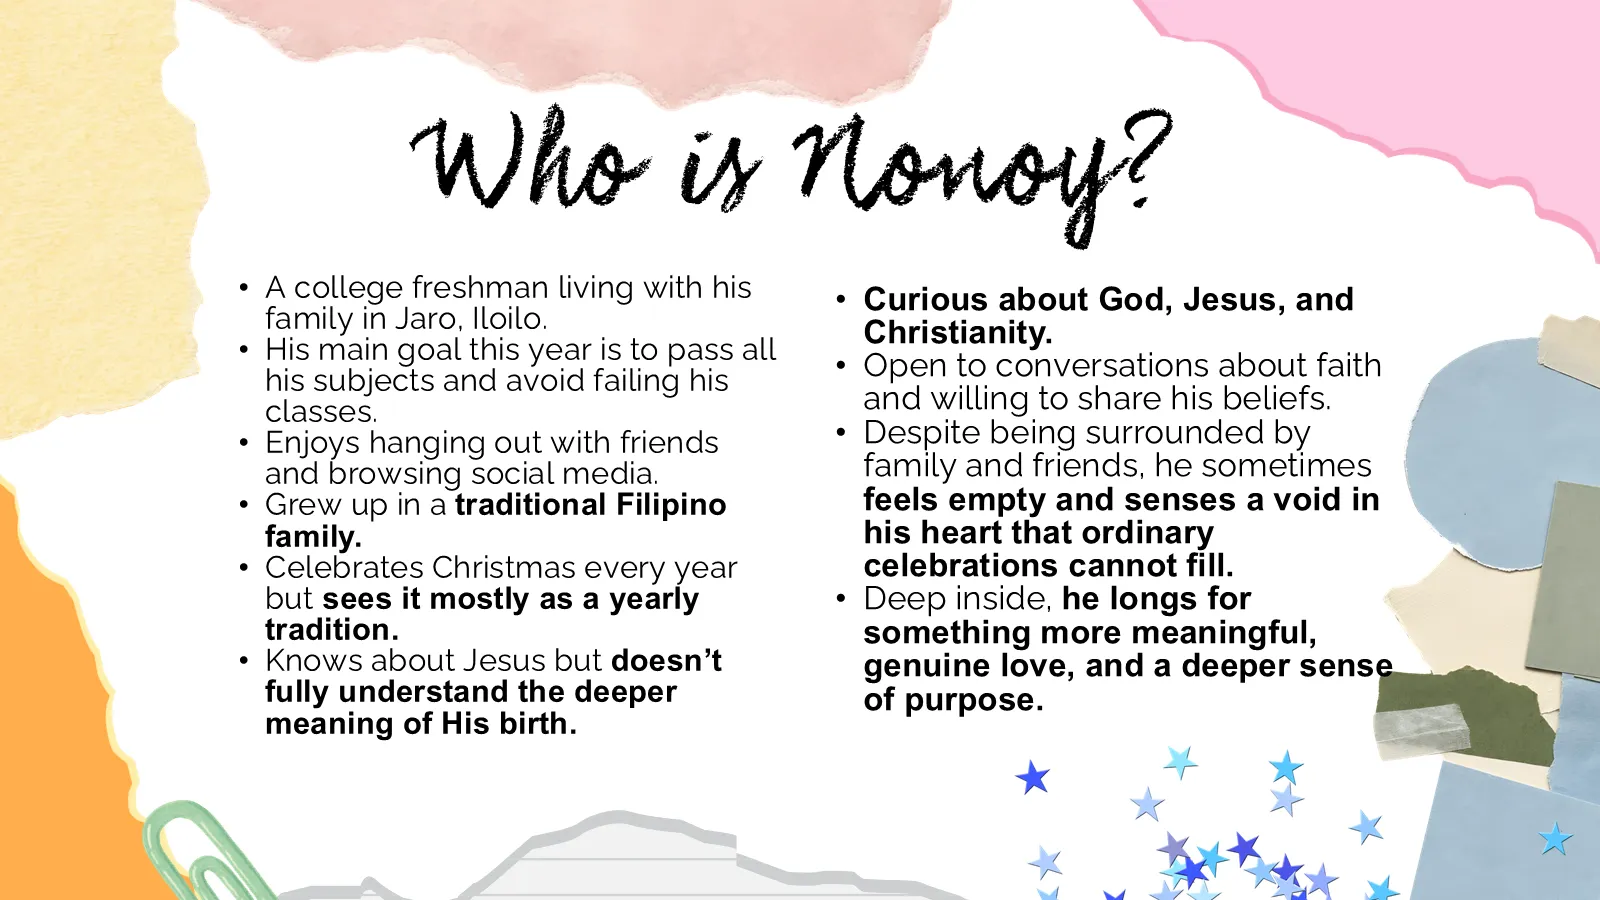 Who is Nonoy?
• A college freshman living with his
family in Jaro, Iloilo.
• His main goal this year is to pass all
his subjects and avoid failing his
classes.
• Enjoys hanging out with friends
and browsing social media.
• Grew up in a traditional Filipino
family.
• Celebrates Christmas every year
but sees it mostly as a yearly
tradition.
• Knows about Jesus but doesn’t
fully understand the deeper
meaning of His birth.
• Curious about God, Jesus, and
Christianity.
• Open to conversations about faith
and willing to share his beliefs.
• Despite being surrounded by
family and friends, he sometimes
feels empty and senses a void in
his heart that ordinary
celebrations cannot fill.
• Deep inside, he longs for
something more meaningful,
genuine love, and a deeper sense
of purpose.